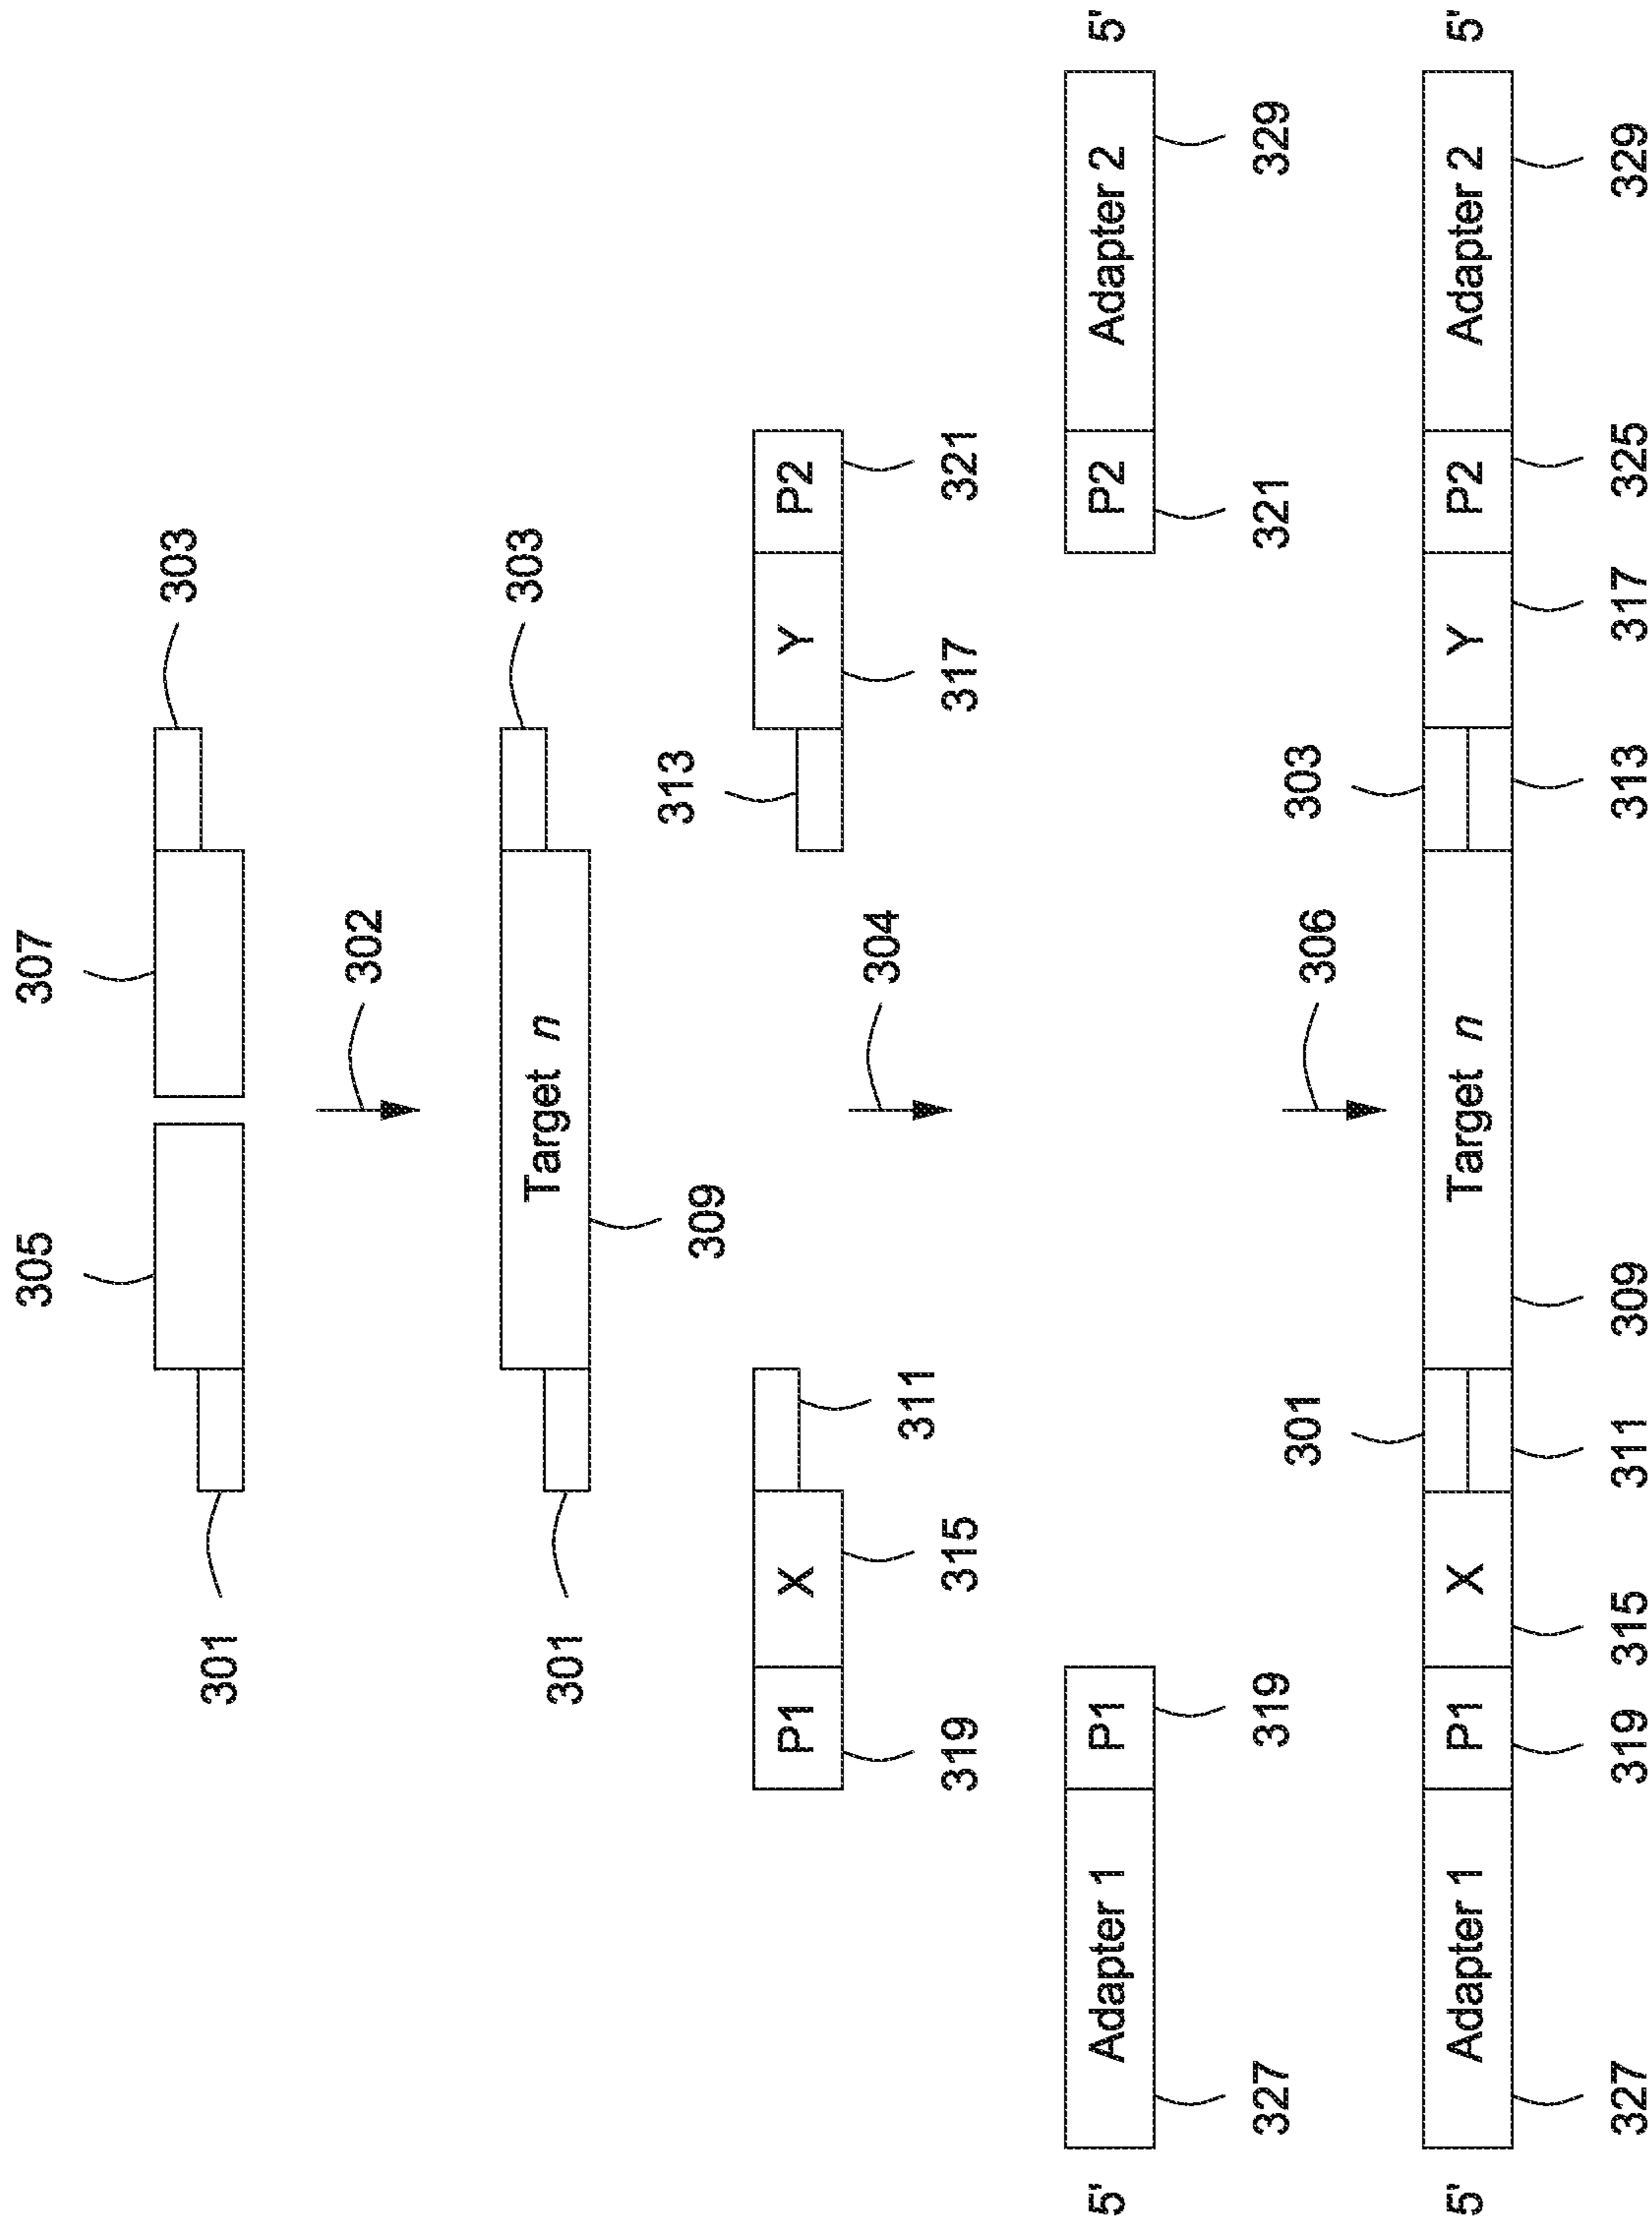 305 307
301 303
302
Target n
301 303
309
313
P1 X Y P2
311
319 315 317 321
304
5' Adapter 1 P1 P2 Adapter 2 5'
327 319 321 329
306
301 303
5' Adapter 1 P1 X Target n Y P2 Adapter 2 5'
327 319 315 311 309 313 317 325 329